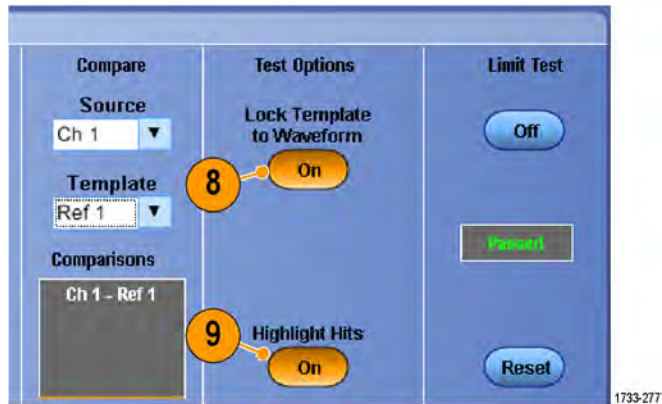 Compare
Source
Ch 1
Template
Ref 1
Comparisons
Ch 1 - Ref 1
Test Options
Lock Template
to Waveform
8
On
9
Highlight Hits
On
Limit Test
Off
Passed
Reset
1733-277